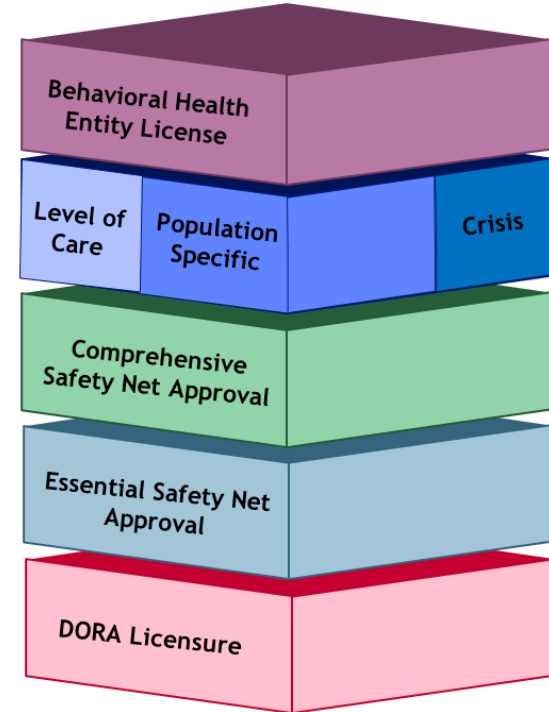 Behavioral Health
Entity License
Level of
Care
Population
Specific
Crisis
Comprehensive
Safety Net Approval
Essential Safety Net
Approval
DORA Licensure